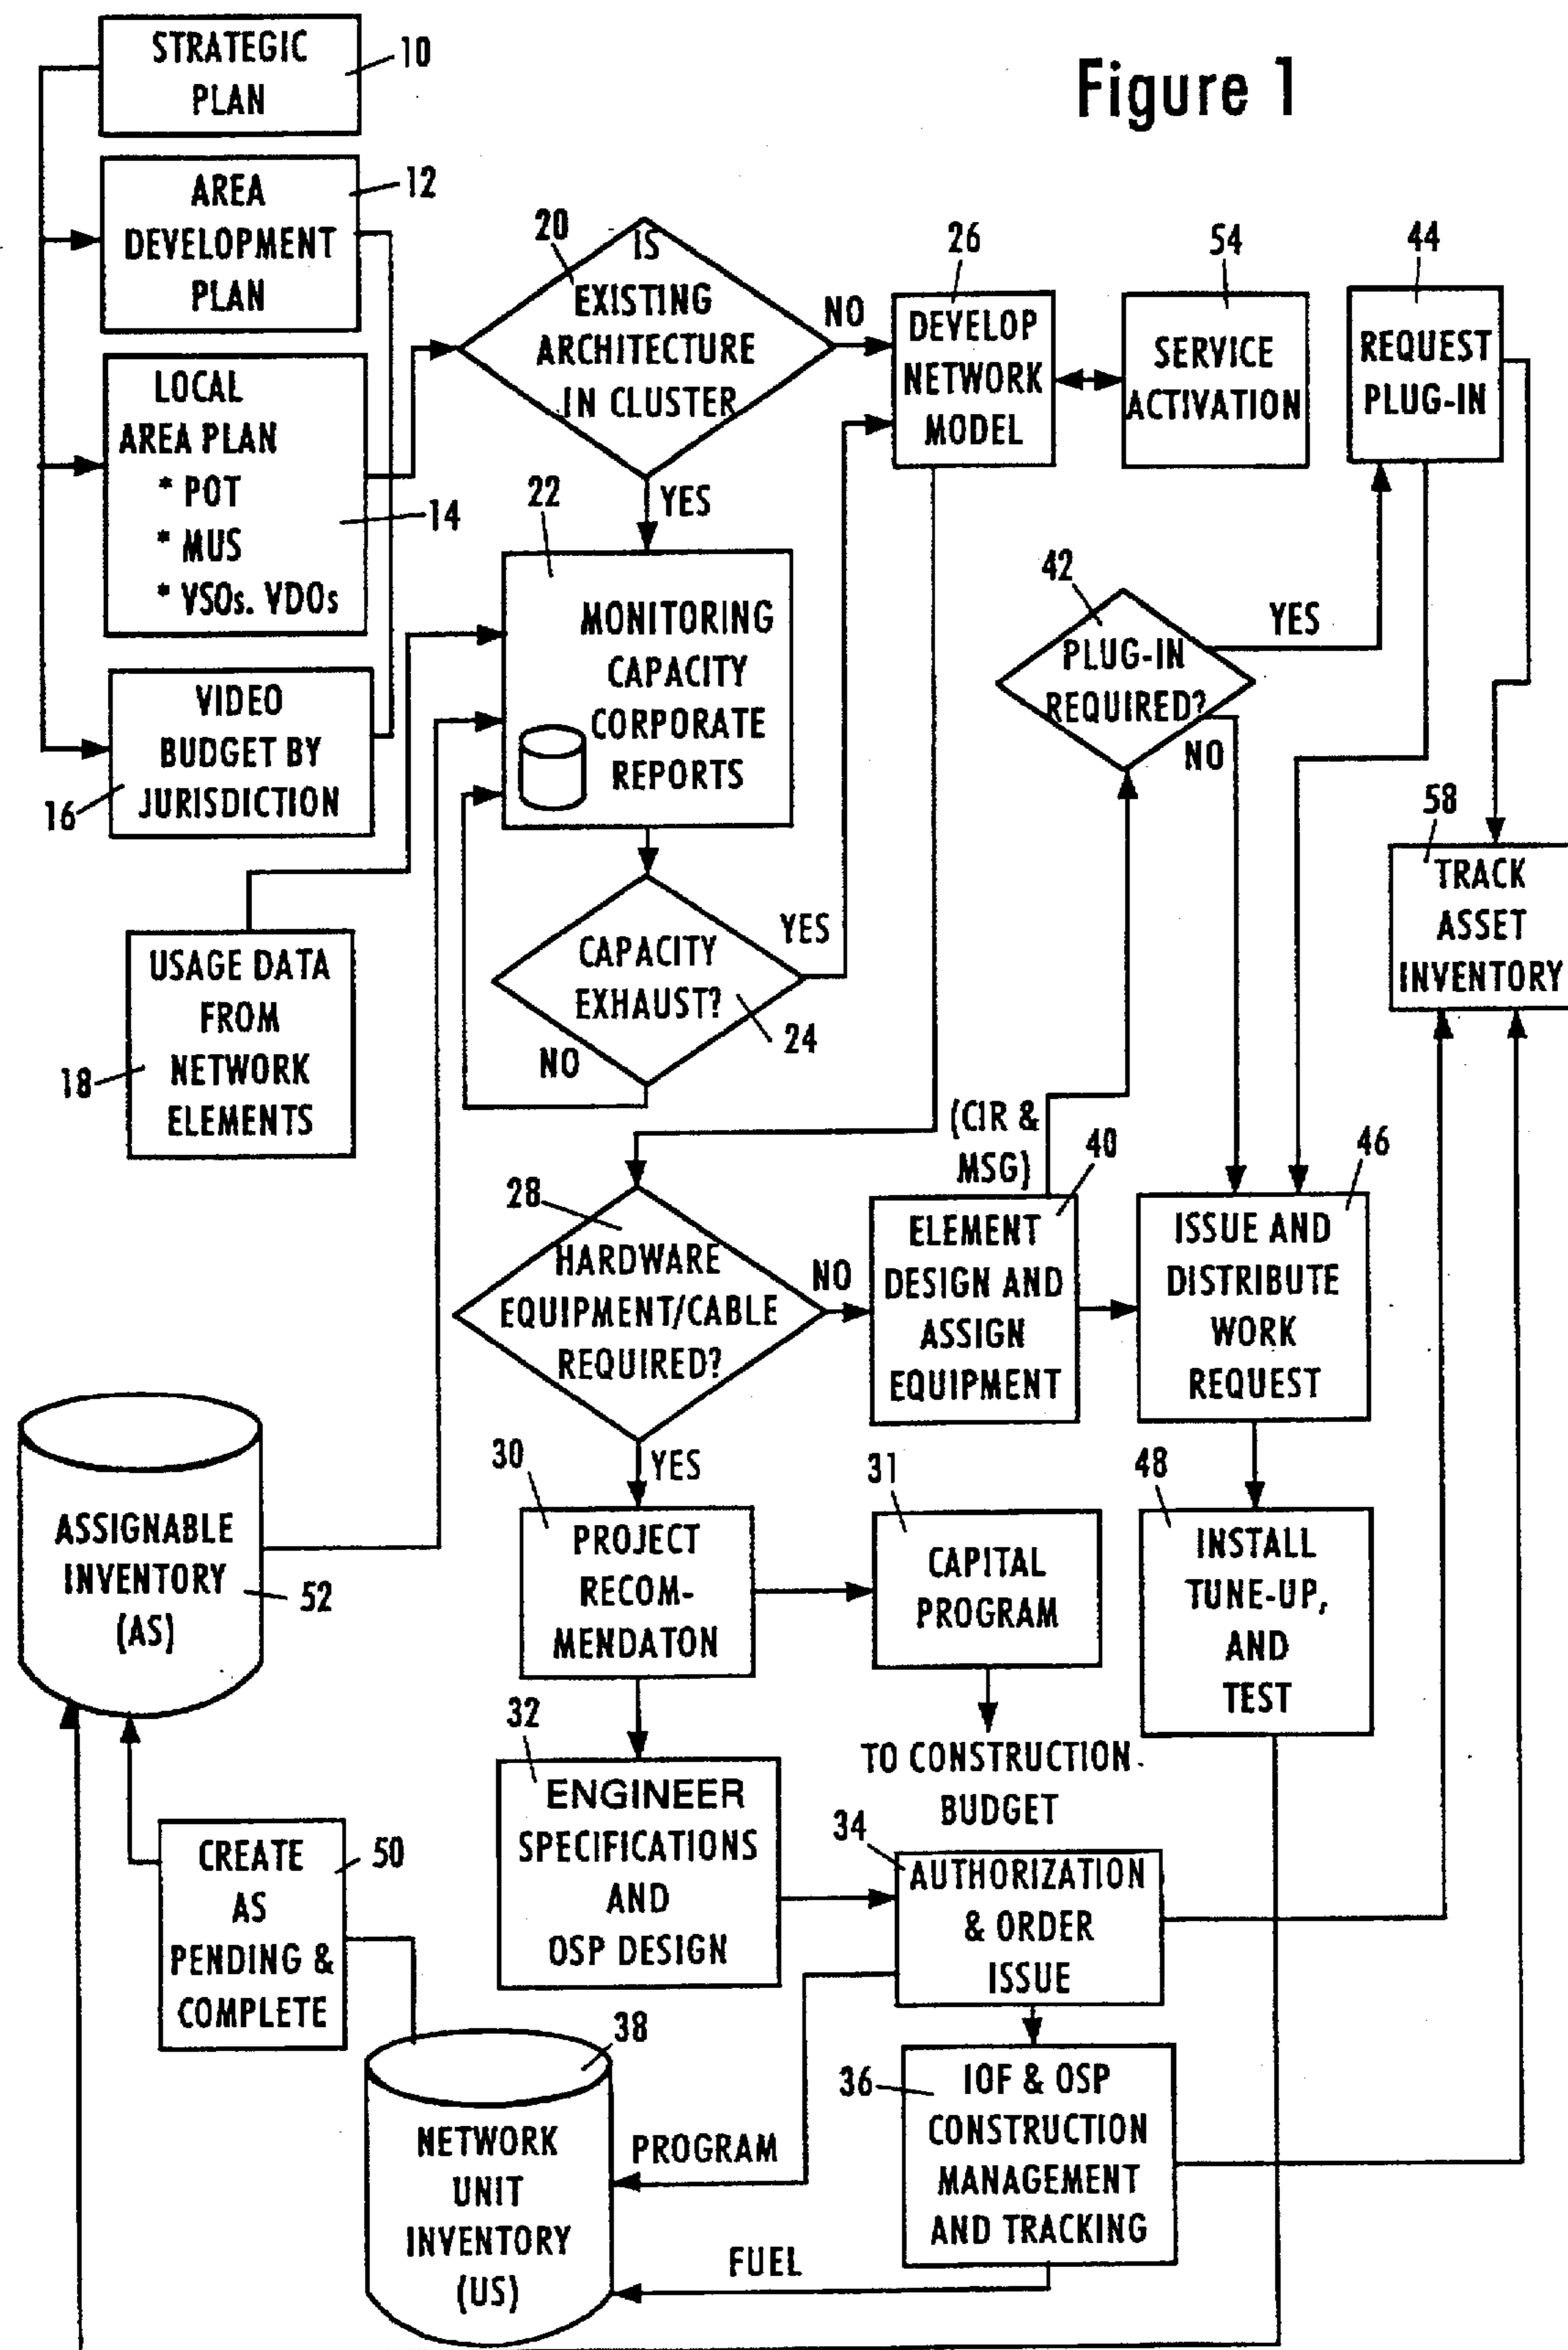 Figure 1
STRATEGIC
PLAN
10
AREA
DEVELOPMENT
PLAN
12
LOCAL
AREA PLAN
* POT
* MUS
* VSOs. VDOs
14
VIDEO
BUDGET BY
JURISDICTION
16
USAGE DATA
FROM
NETWORK
ELEMENTS
18
20
IS
EXISTING
ARCHITECTURE
IN CLUSTER
NO
YES
22
MONITORING
CAPACITY
CORPORATE
REPORTS
CAPACITY
EXHAUST?
24
YES
NO
26
DEVELOP
NETWORK
MODEL
54
SERVICE
ACTIVATION
44
REQUEST
PLUG-IN
42
PLUG-IN
REQUIRED?
YES
NO
58
TRACK
ASSET
INVENTORY
28
HARDWARE
EQUIPMENT/CABLE
REQUIRED?
NO
YES
(CIR &
MSG)
40
ELEMENT
DESIGN AND
ASSIGN
EQUIPMENT
46
ISSUE AND
DISTRIBUTE
WORK
REQUEST
48
INSTALL
TUNE-UP,
AND
TEST
30
PROJECT
RECOM-
MENDATON
31
CAPITAL
PROGRAM
TO CONSTRUCTION
BUDGET
32
ENGINEER
SPECIFICATIONS
AND
OSP DESIGN
34
AUTHORIZATION
& ORDER
ISSUE
36
IOF & OSP
CONSTRUCTION
MANAGEMENT
AND TRACKING
PROGRAM
FUEL
38
NETWORK
UNIT
INVENTORY
(US)
50
CREATE
AS
PENDING &
COMPLETE
ASSIGNABLE
INVENTORY
(AS)
52